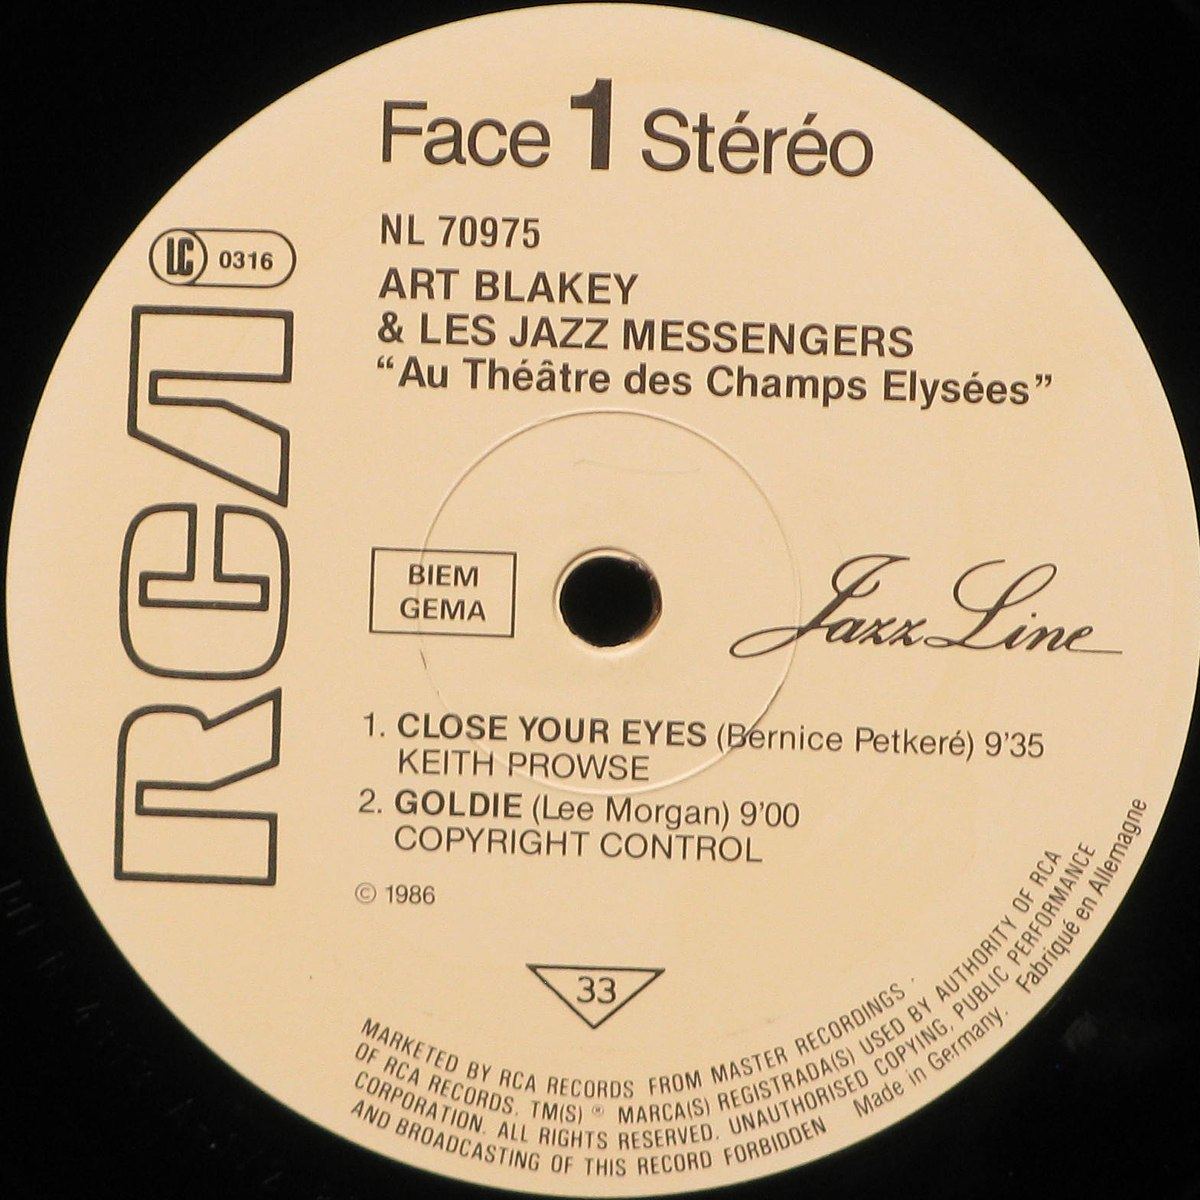 Face 1 Stéréo
NL 70975
LC 0316
ART BLAKEY
& LES JAZZ MESSENGERS
“Au Théâtre des Champs Elysées”
RCA
BIEM
GEMA
Jazz Line
1. CLOSE YOUR EYES (Bernice Petkeré) 9'35
KEITH PROWSE
2. GOLDIE (Lee Morgan) 9'00
COPYRIGHT CONTROL
© 1986
33
MARKETED BY RCA RECORDS FROM MASTER RECORDINGS
OF RCA RECORDS. TM(S) ® MARCA(S) REGISTRADA(S) USED BY AUTHORITY OF RCA
CORPORATION. ALL RIGHTS RESERVED. UNAUTHORISED COPYING, PUBLIC PERFORMANCE
AND BROADCASTING OF THIS RECORD FORBIDDEN Made in Germany. Fabriqué en Allemagne